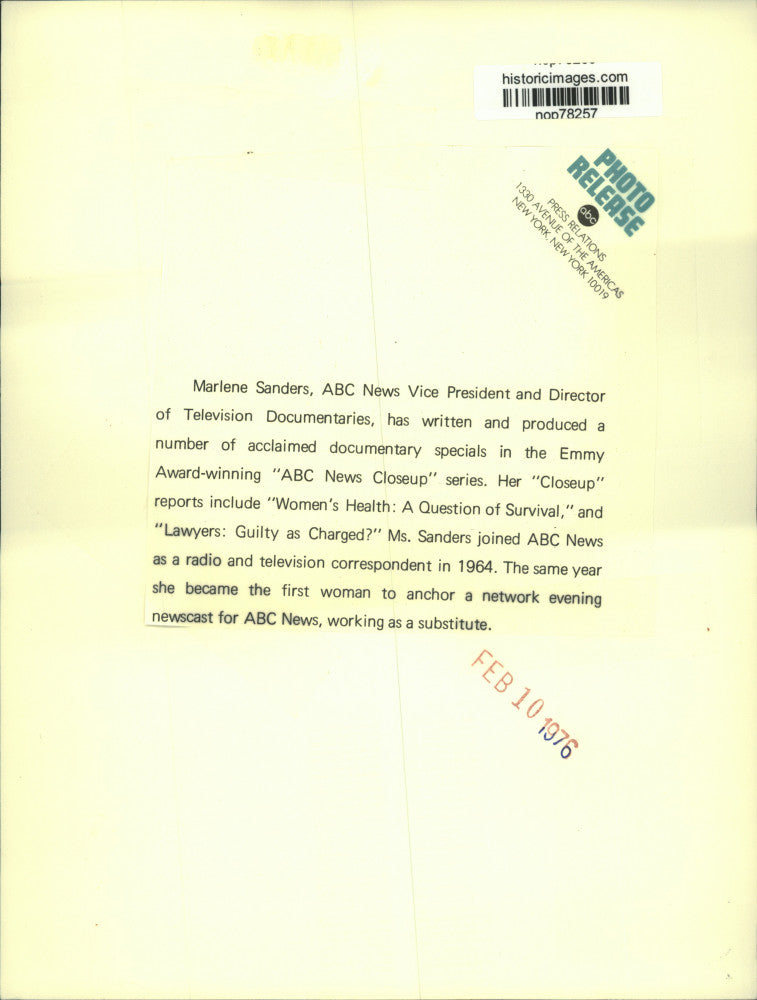 historicimages.com
nop78257
PHOTO
RELEASE
abc
PRESS RELATIONS
1330 AVENUE OF THE AMERICAS
NEW YORK, NEW YORK 10019
Marlene Sanders, ABC News Vice President and Director
of Television Documentaries, has written and produced a
number of acclaimed documentary specials in the Emmy
Award-winning "ABC News Closeup" series. Her "Closeup"
reports include "Women's Health: A Question of Survival," and
"Lawyers: Guilty as Charged?" Ms. Sanders joined ABC News
as a radio and television correspondent in 1964. The same year
she became the first woman to anchor a network evening
newscast for ABC News, working as a substitute.
FEB 10 1976
1976